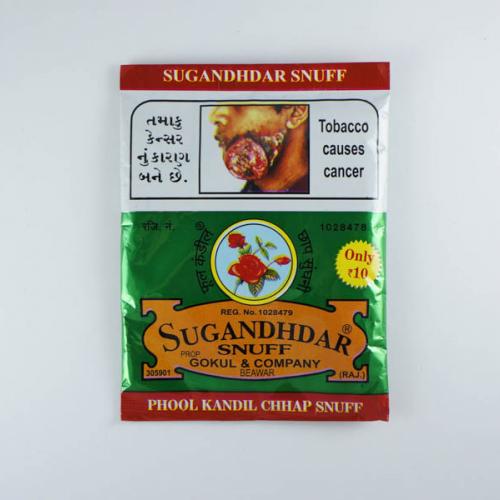 SUGANDHDAR SNUFF
તમાકુ
કેન્સર
નું કારણ
બને છે.
Tobacco
causes
cancer
रजि. नं.
1028478
फूल कंडील®
छाप सुंघनी
Only
₹10
REG. No. 1028479
SUGANDHDAR®
SNUFF
PROP
GOKUL & COMPANY
305901
BEAWAR
(RAJ.)
PHOOL KANDIL CHHAP SNUFF